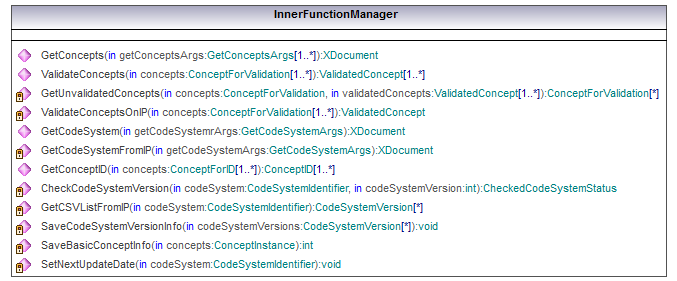 InnerFunctionManager
GetConcepts(in getConceptsArgs:GetConceptsArgs[1..*]):XDocument
ValidateConcepts(in concepts:ConceptForValidation[1..*]):ValidatedConcept[1..*]
GetUnvalidatedConcepts(in concepts:ConceptForValidation, in validatedConcepts:ValidatedConcept[1..*]):ConceptForValidation[*]
ValidateConceptsOnIP(in concepts:ConceptForValidation[1..*]):ValidatedConcept
GetCodeSystem(in getCodeSystemrArgs:GetCodeSystemArgs):XDocument
GetCodeSystemFromIP(in getCodeSystemArgs:GetCodeSystemArgs):XDocument
GetConceptID(in concepts:ConceptForID[1..*]):ConceptID[1..*]
CheckCodeSystemVersion(in codeSystem:CodeSystemIdentifier, in codeSystemVersion:int):CheckedCodeSystemStatus
GetCSVListFromIP(in codeSystem:CodeSystemIdentifier):CodeSystemVersion[*]
SaveCodeSystemVersionInfo(in codeSystemVersions:CodeSystemVersion[*]):void
SaveBasicConceptInfo(in concepts:ConceptInstance):int
SetNextUpdateDate(in codeSystem:CodeSystemIdentifier):void